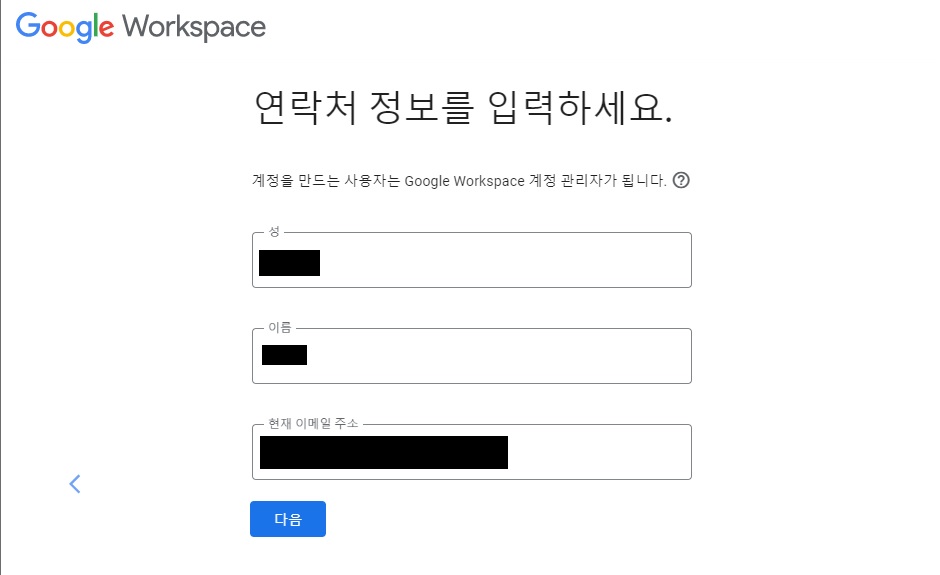 Google Workspace
연락처 정보를 입력하세요.
계정을 만드는 사용자는 Google Workspace 계정 관리자가 됩니다. ?
성
이름
현재 이메일 주소
다음